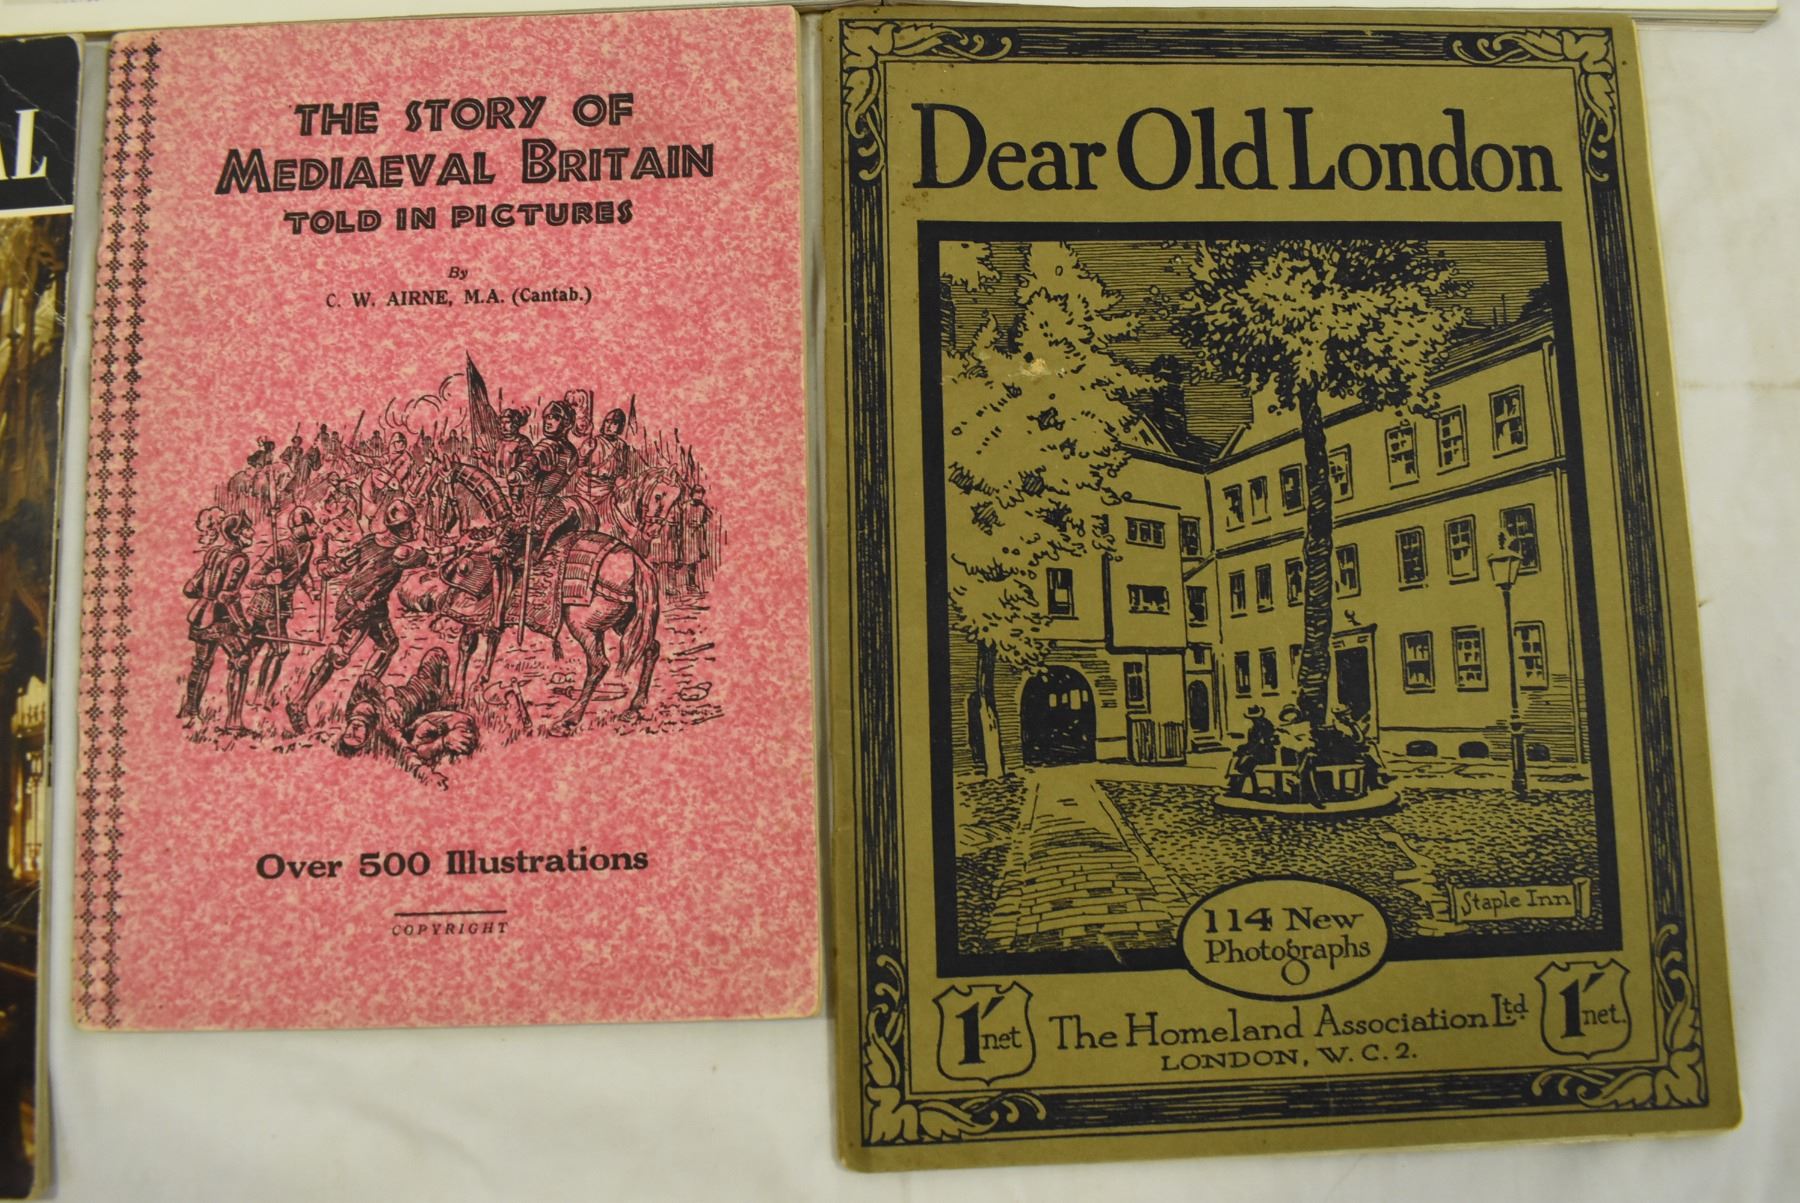 THE STORY OF
MEDIAEVAL BRITAIN
TOLD IN PICTURES
By
C. W. AIRNE, M.A. (Cantab.)
Over 500 Illustrations
COPYRIGHT
Dear Old London
Staple Inn
114 New
Photographs
1' net
The Homeland Association Ltd
LONDON, W.C.2.
1' net.
AL